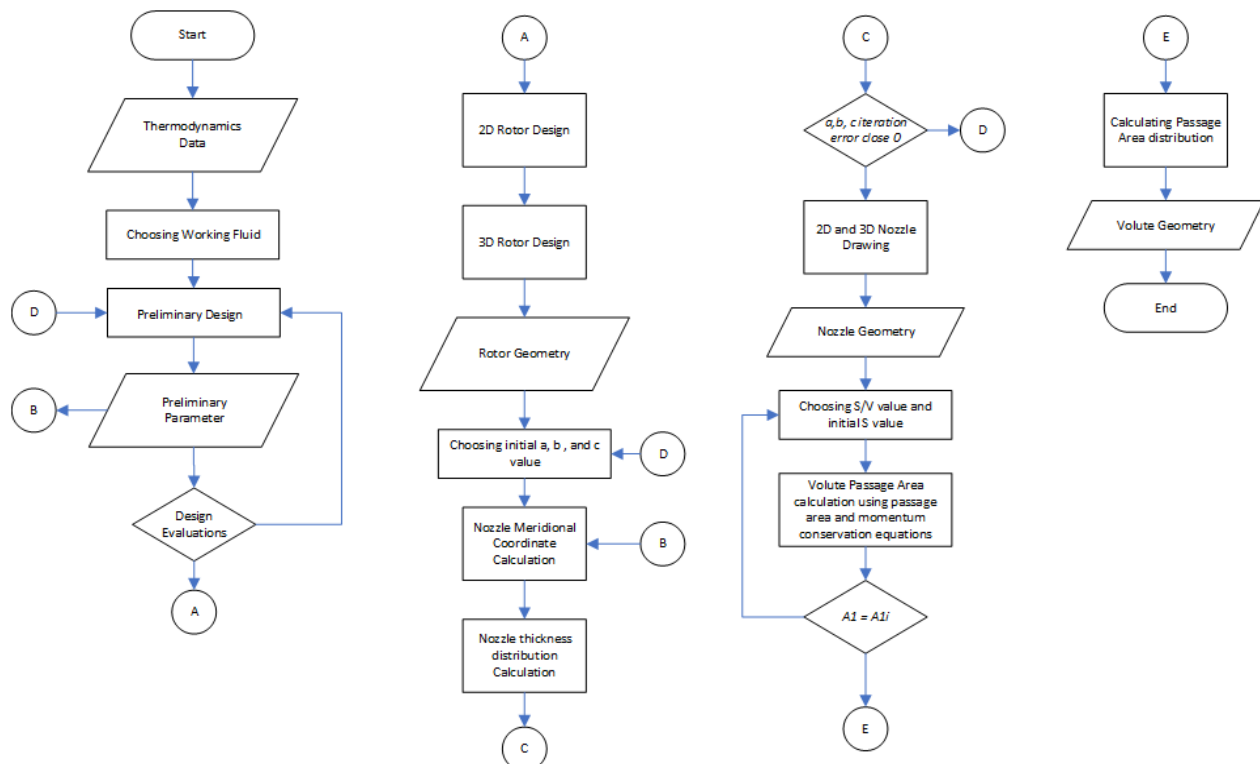 Start
Thermodynamics
Data
Choosing Working Fluid
D
Preliminary Design
B
Preliminary
Parameter
Design
Evaluations
A
A
2D Rotor Design
3D Rotor Design
Rotor Geometry
Choosing initial a, b , and c
value
D
Nozzle Meridional
Coordinate
Calculation
B
Nozzle thickness
distribution
Calculation
C
C
a,b, c iteration
error close 0
D
2D and 3D Nozzle
Drawing
Nozzle Geometry
Choosing S/V value and
initial S value
Volute Passage Area
calculation using passage
area and momentum
conservation equations
A1 = A1i
E
E
Calculating Passage
Area distribution
Volute Geometry
End